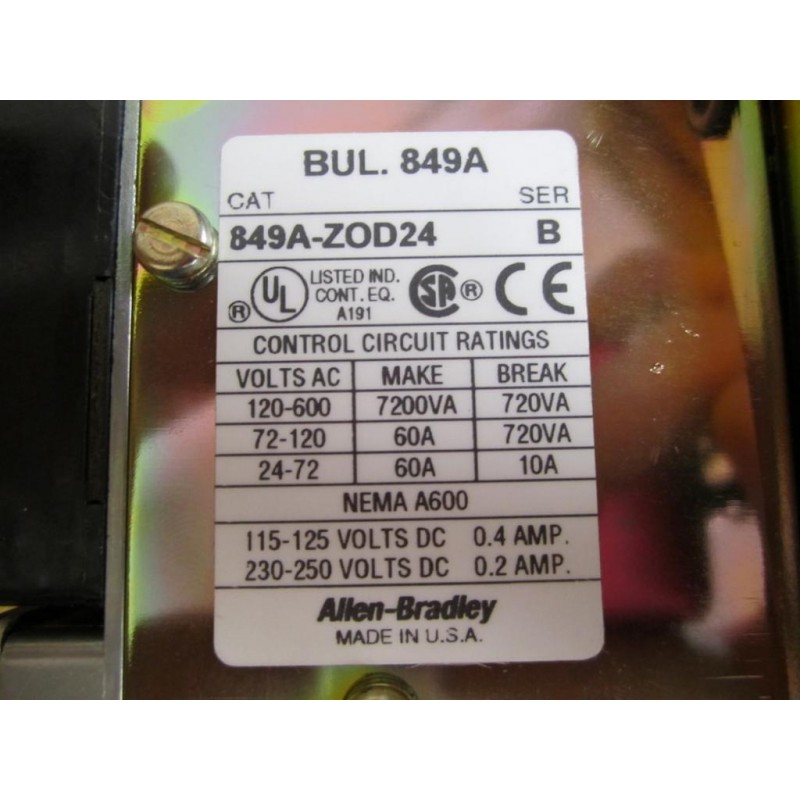 BUL. 849A
CAT SER
849A-ZOD24 B
® UL LISTED IND. CONT. EQ. A191 SA ® CE
CONTROL CIRCUIT RATINGS
VOLTS AC MAKE BREAK
120-600 7200VA 720VA
72-120 60A 720VA
24-72 60A 10A
NEMA A600
115-125 VOLTS DC 0.4 AMP.
230-250 VOLTS DC 0.2 AMP.
Allen-Bradley
MADE IN U.S.A.